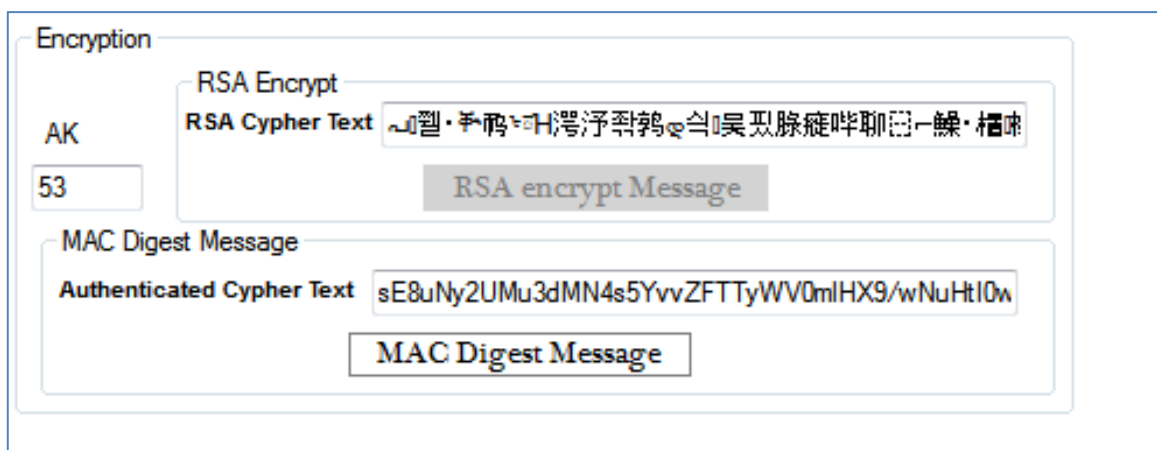 Encryption
RSA Encrypt
RSA Cypher Text
AK
53
RSA encrypt Message
MAC Digest Message
Authenticated Cypher Text sE8uNy2UMu3dMN4s5YvvZFTTyWV0mlHX9/wNuHtl0w
MAC Digest Message